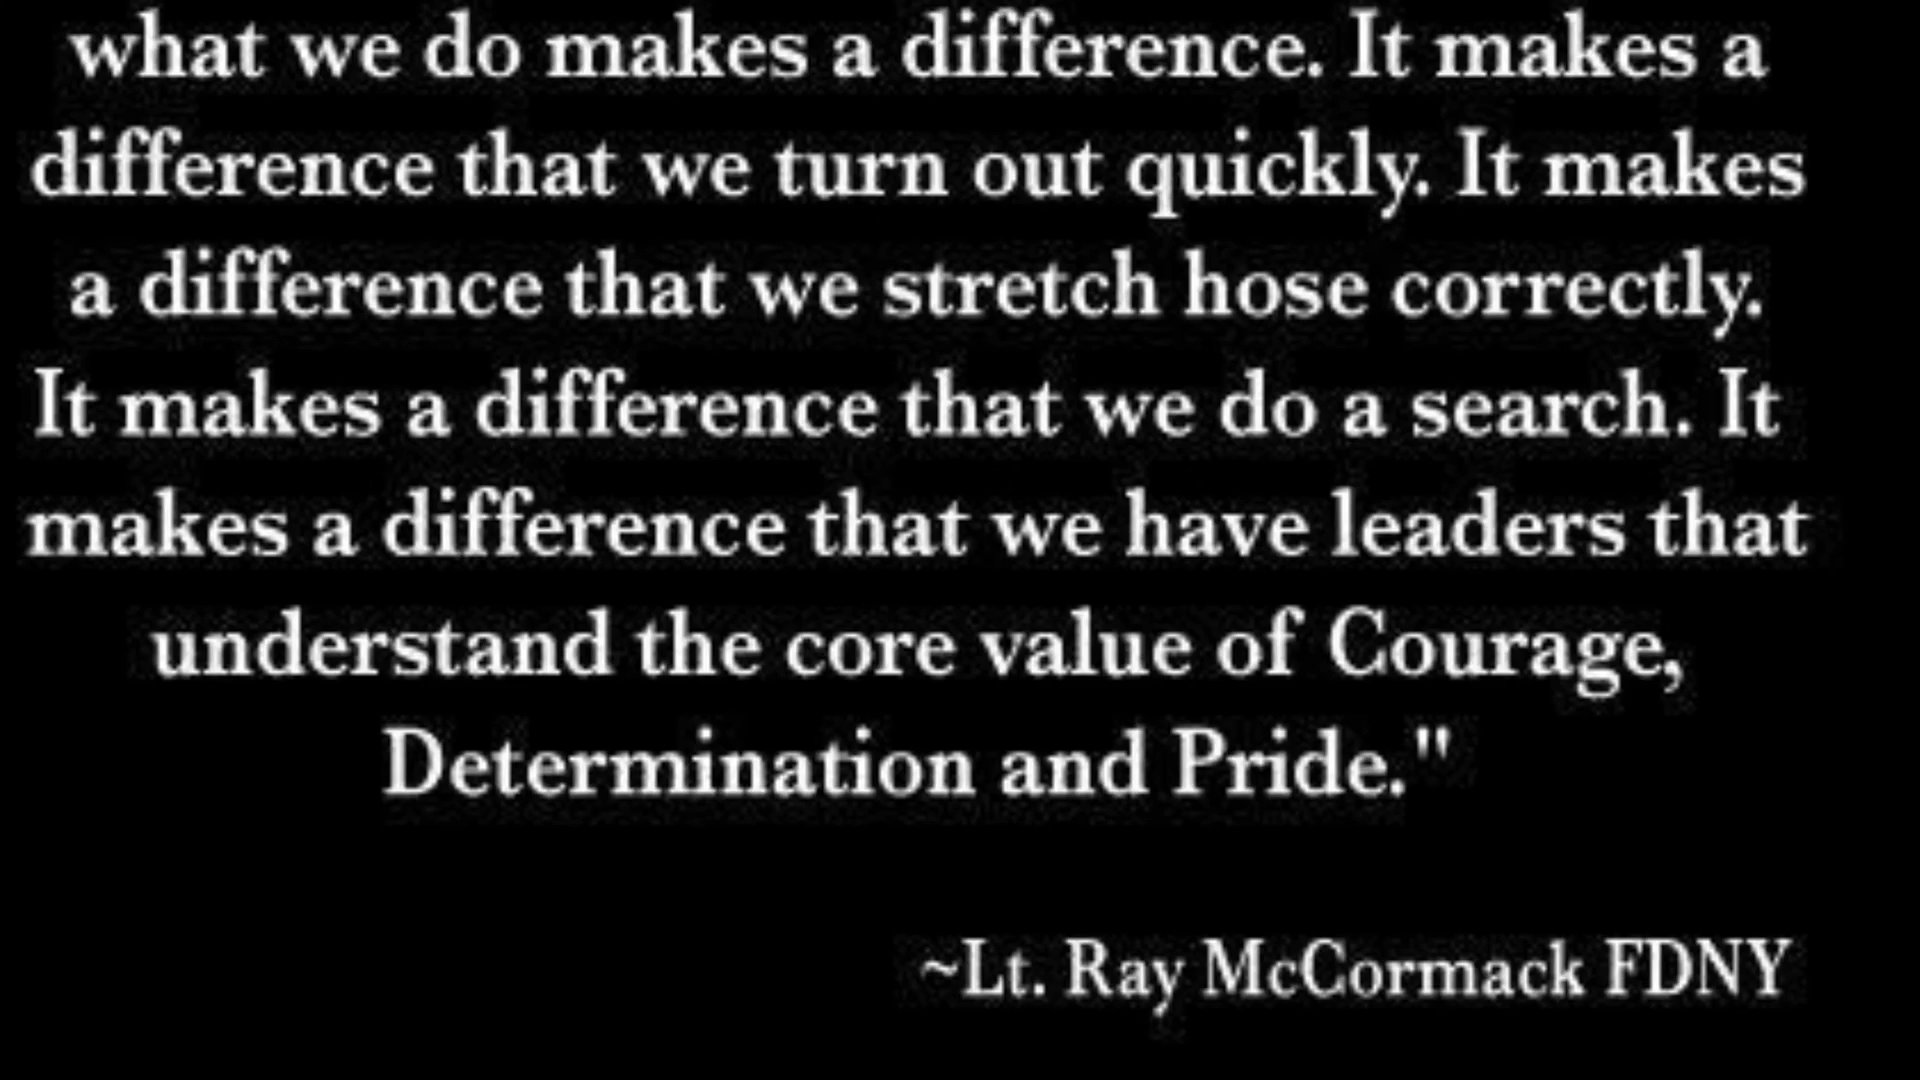 what we do makes a difference. It makes a
difference that we turn out quickly. It makes
a difference that we stretch hose correctly.
It makes a difference that we do a search. It
makes a difference that we have leaders that
understand the core value of Courage,
Determination and Pride."
~Lt. Ray McCormack FDNY